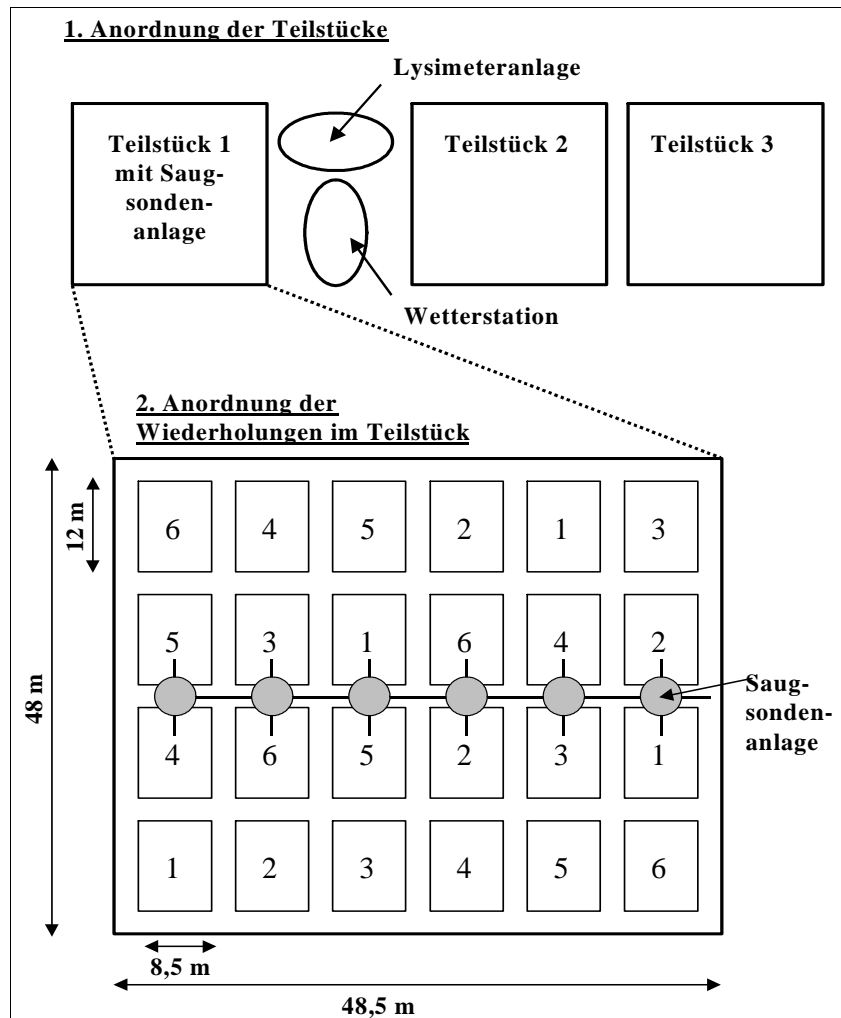 1. Anordnung der Teilstücke
Lysimeteranlage
Teilstück 1
mit Saug-
sonden-
anlage
Teilstück 2
Teilstück 3
Wetterstation
2. Anordnung der
Wiederholungen im Teilstück
12 m
6 4 5 2 1 3
5 3 1 6 4 2
48 m
Saug-
sonden-
anlage
4 6 5 2 3 1
1 2 3 4 5 6
8,5 m
48,5 m